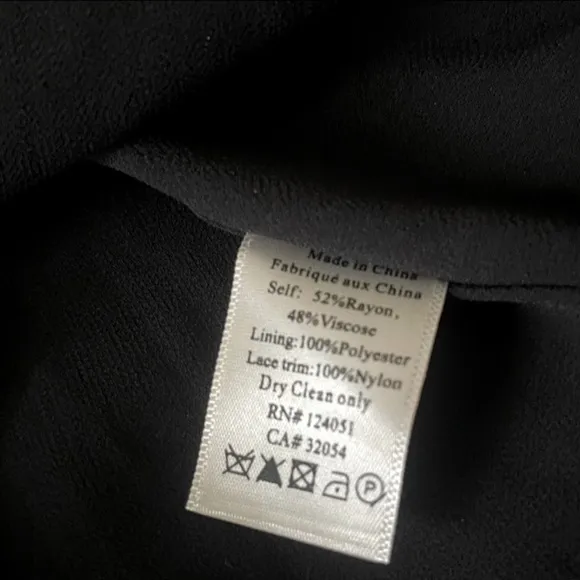 Made in China
Fabriqué aux China
Self: 52%Rayon,
48%Viscose
Lining:100%Polyester
Lace trim:100%Nylon
Dry Clean only
RN# 124051
CA# 32054
P